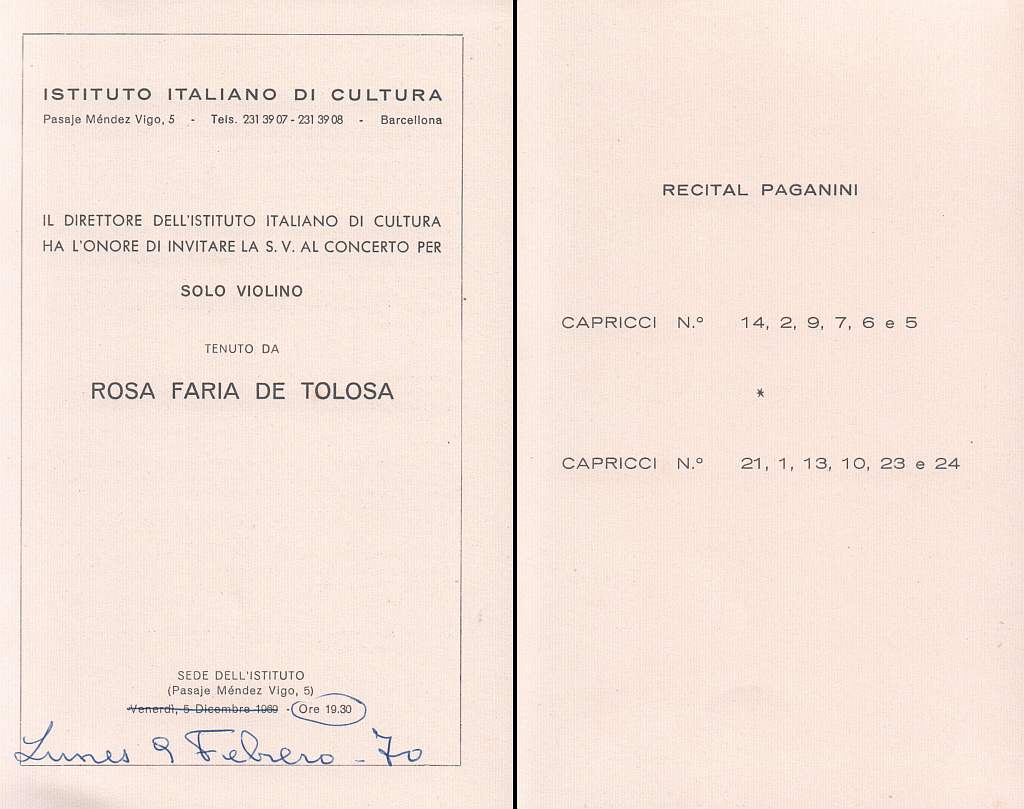 ISTITUTO ITALIANO DI CULTURA
Pasaje Méndez Vigo, 5 - Tels. 231 39 07 - 231 39 08 - Barcellona
IL DIRETTORE DELL'ISTITUTO ITALIANO DI CULTURA
HA L'ONORE DI INVITARE LA S. V. AL CONCERTO PER
SOLO VIOLINO
TENUTO DA
ROSA FARIA DE TOLOSA
SEDE DELL'ISTITUTO
(Pasaje Méndez Vigo, 5)
Venerdì, 5 Dicembre 1969 - Ore 19.30
Lunes 9 Febrero - 70
RECITAL PAGANINI
CAPRICCI N.º 14, 2, 9, 7, 6 e 5
*
CAPRICCI N.º 21, 1, 13, 10, 23 e 24